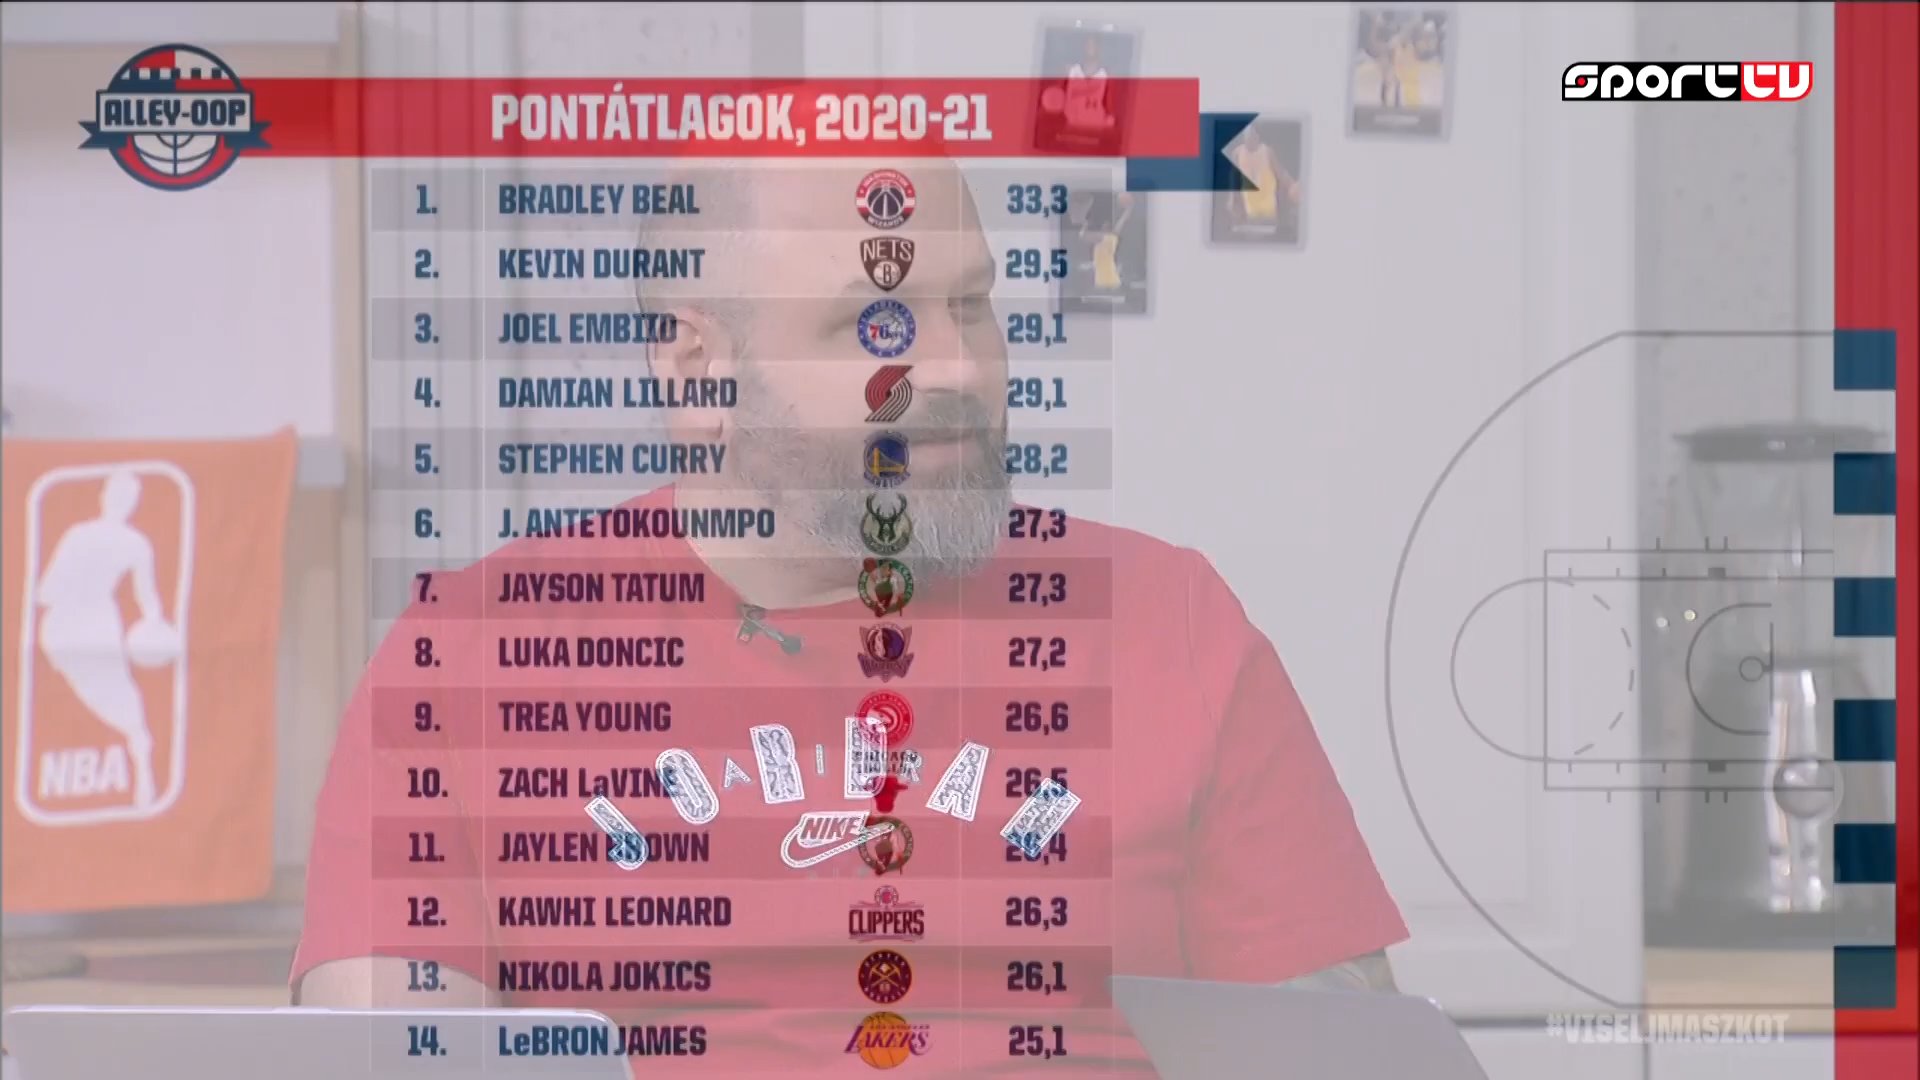 ALLEY-OOP
PONTÁTLAGOK, 2020-21
sporttv
1. BRADLEY BEAL 33,3
2. KEVIN DURANT NETS B 29,5
3. JOEL EMBIID 76 29,1
4. DAMIAN LILLARD 29,1
5. STEPHEN CURRY 28,2
6. J. ANTETOKOUNMPO 27,3
7. JAYSON TATUM 27,3
8. LUKA DONCIC 27,2
9. TREA YOUNG 26,6
10. ZACH LaVINE 26,5
11. JAYLEN BROWN 26,4
12. KAWHI LEONARD CLIPPERS 26,3
13. NIKOLA JOKICS 26,1
14. LeBRON JAMES LAKERS 25,1
NBA
JORDAN
NIKE
#VISELJMASZKOT